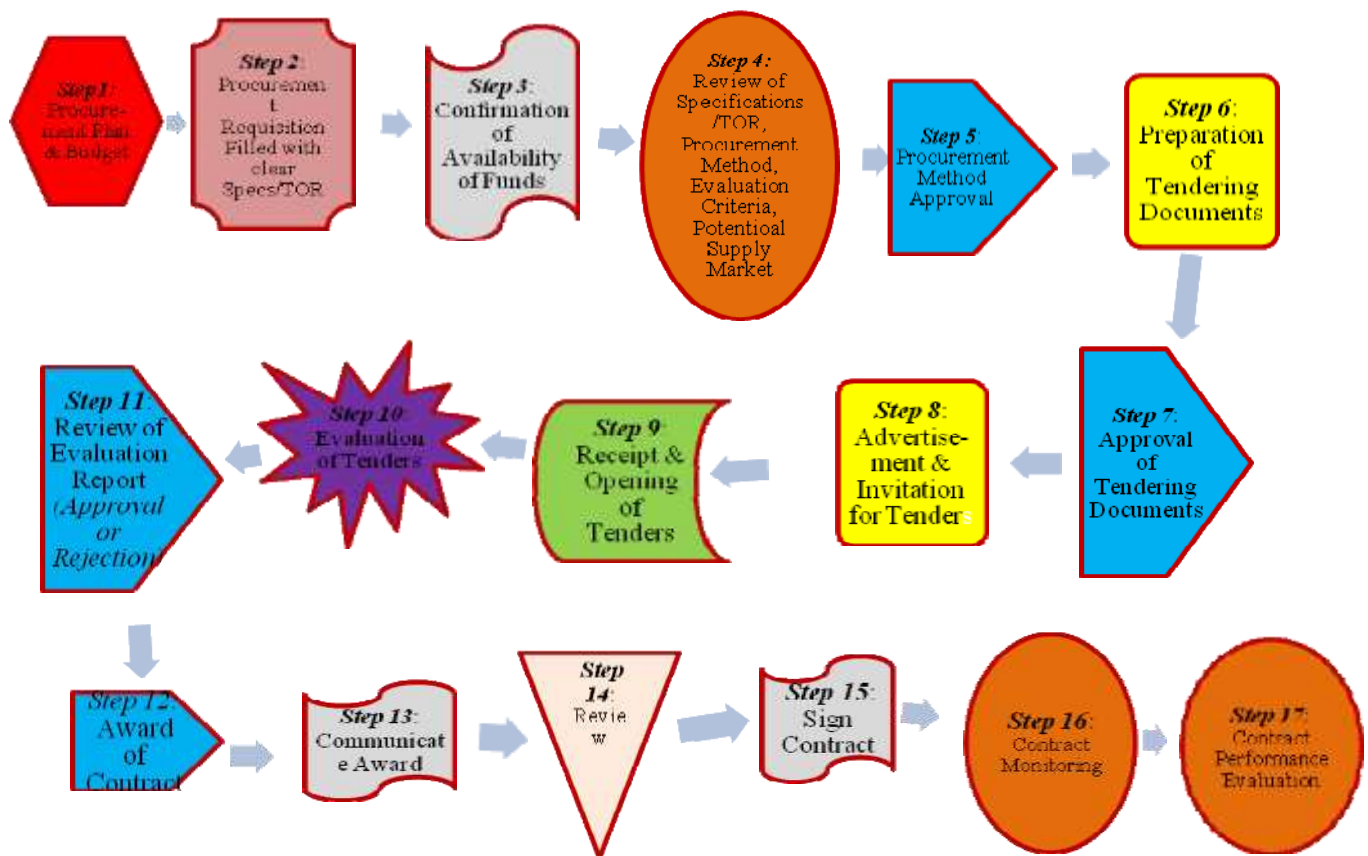 Step 1:
Procure-
ment Plan
& Budget
Step 2:
Procuremen
t
Requisition
Filled with
clear
Specs/TOR
Step 3:
Confirmation
of
Availability
of Funds
Step 4:
Review of
Specifications
/TOR,
Procurement
Method,
Evaluation
Criteria,
Potentioal
Supply
Market
Step 5:
Procurement
Method
Approval
Step 6:
Preparation
of
Tendering
Documents
Step 7:
Approval
of
Tendering
Documents
Step 8:
Advertise-
ment &
Invitation
for Tenders
Step 9:
Receipt &
Opening
of
Tenders
Step 10:
Evaluation
of Tenders
Step 11:
Review of
Evaluation
Report
(Approval
or
Rejection)
Step 12:
Award
of
Contract
Step 13:
Communicat
e Award
Step
14:
Revie
w
Step 15:
Sign
Contract
Step 16:
Contract
Monitoring
Step 17:
Contract
Performance
Evaluation